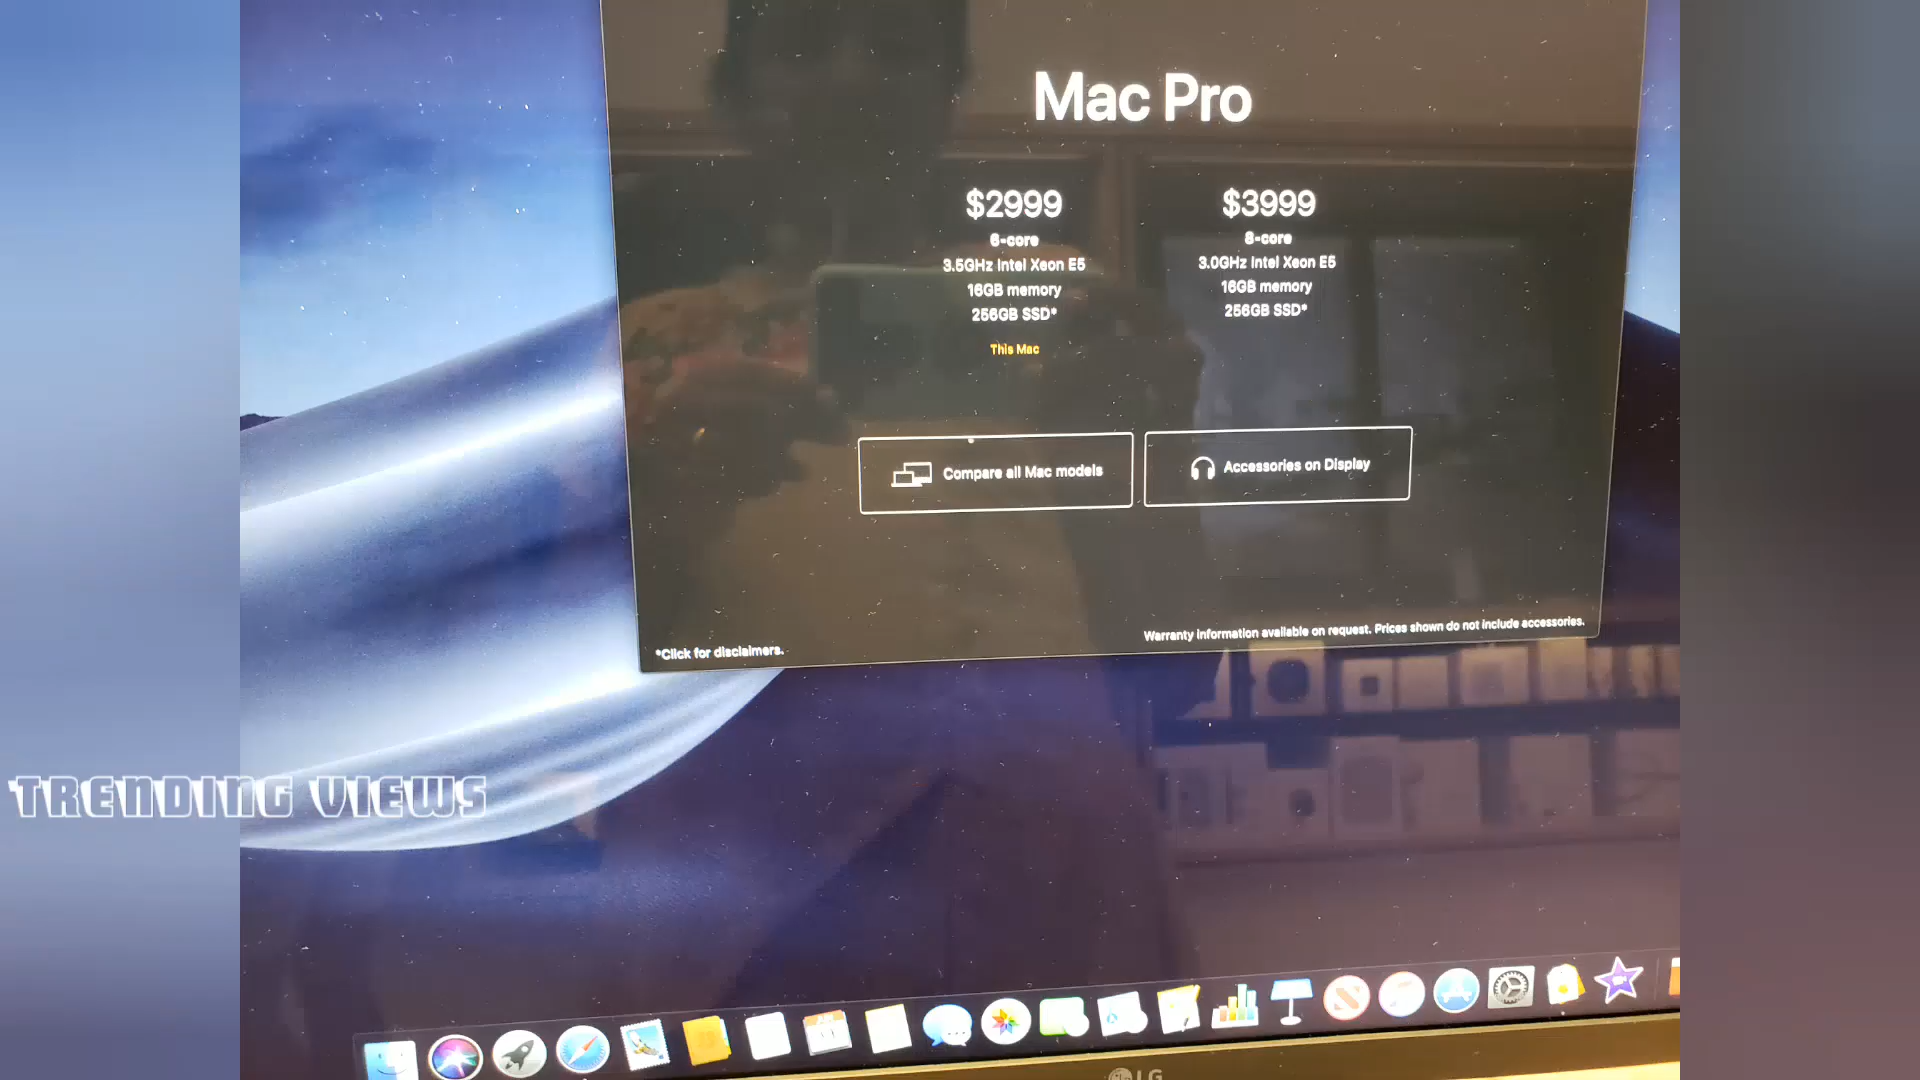 Mac Pro
$2999
6-core
3.5GHz Intel Xeon E5
16GB memory
256GB SSD*
This Mac
$3999
8-core
3.0GHz Intel Xeon E5
16GB memory
256GB SSD*
Compare all Mac models
Accessories on Display
*Click for disclaimers.
Warranty information available on request. Prices shown do not include accessories.
TRENDING VIEWS
LG